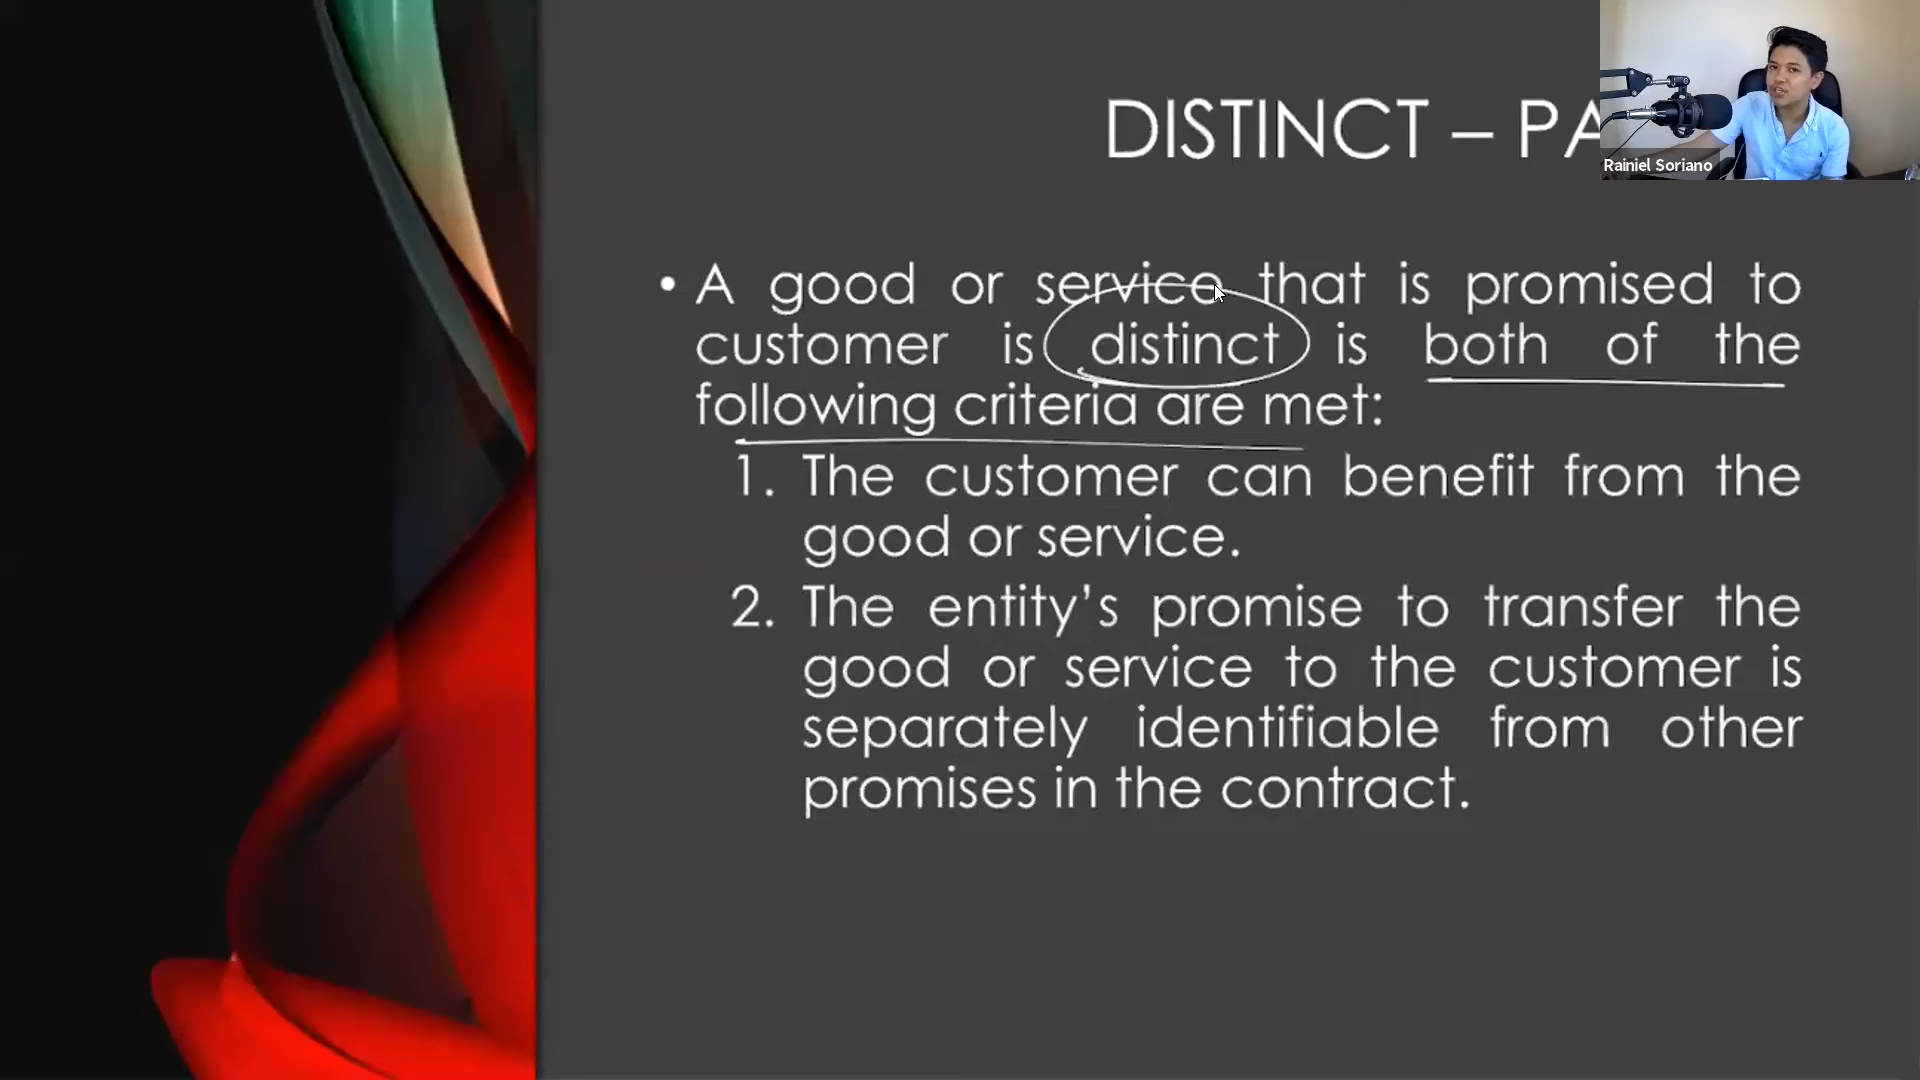 DISTINCT – PA
Rainiel Soriano
• A good or service that is promised to
customer is distinct is both of the
following criteria are met:
1. The customer can benefit from the
good or service.
2. The entity’s promise to transfer the
good or service to the customer is
separately identifiable from other
promises in the contract.